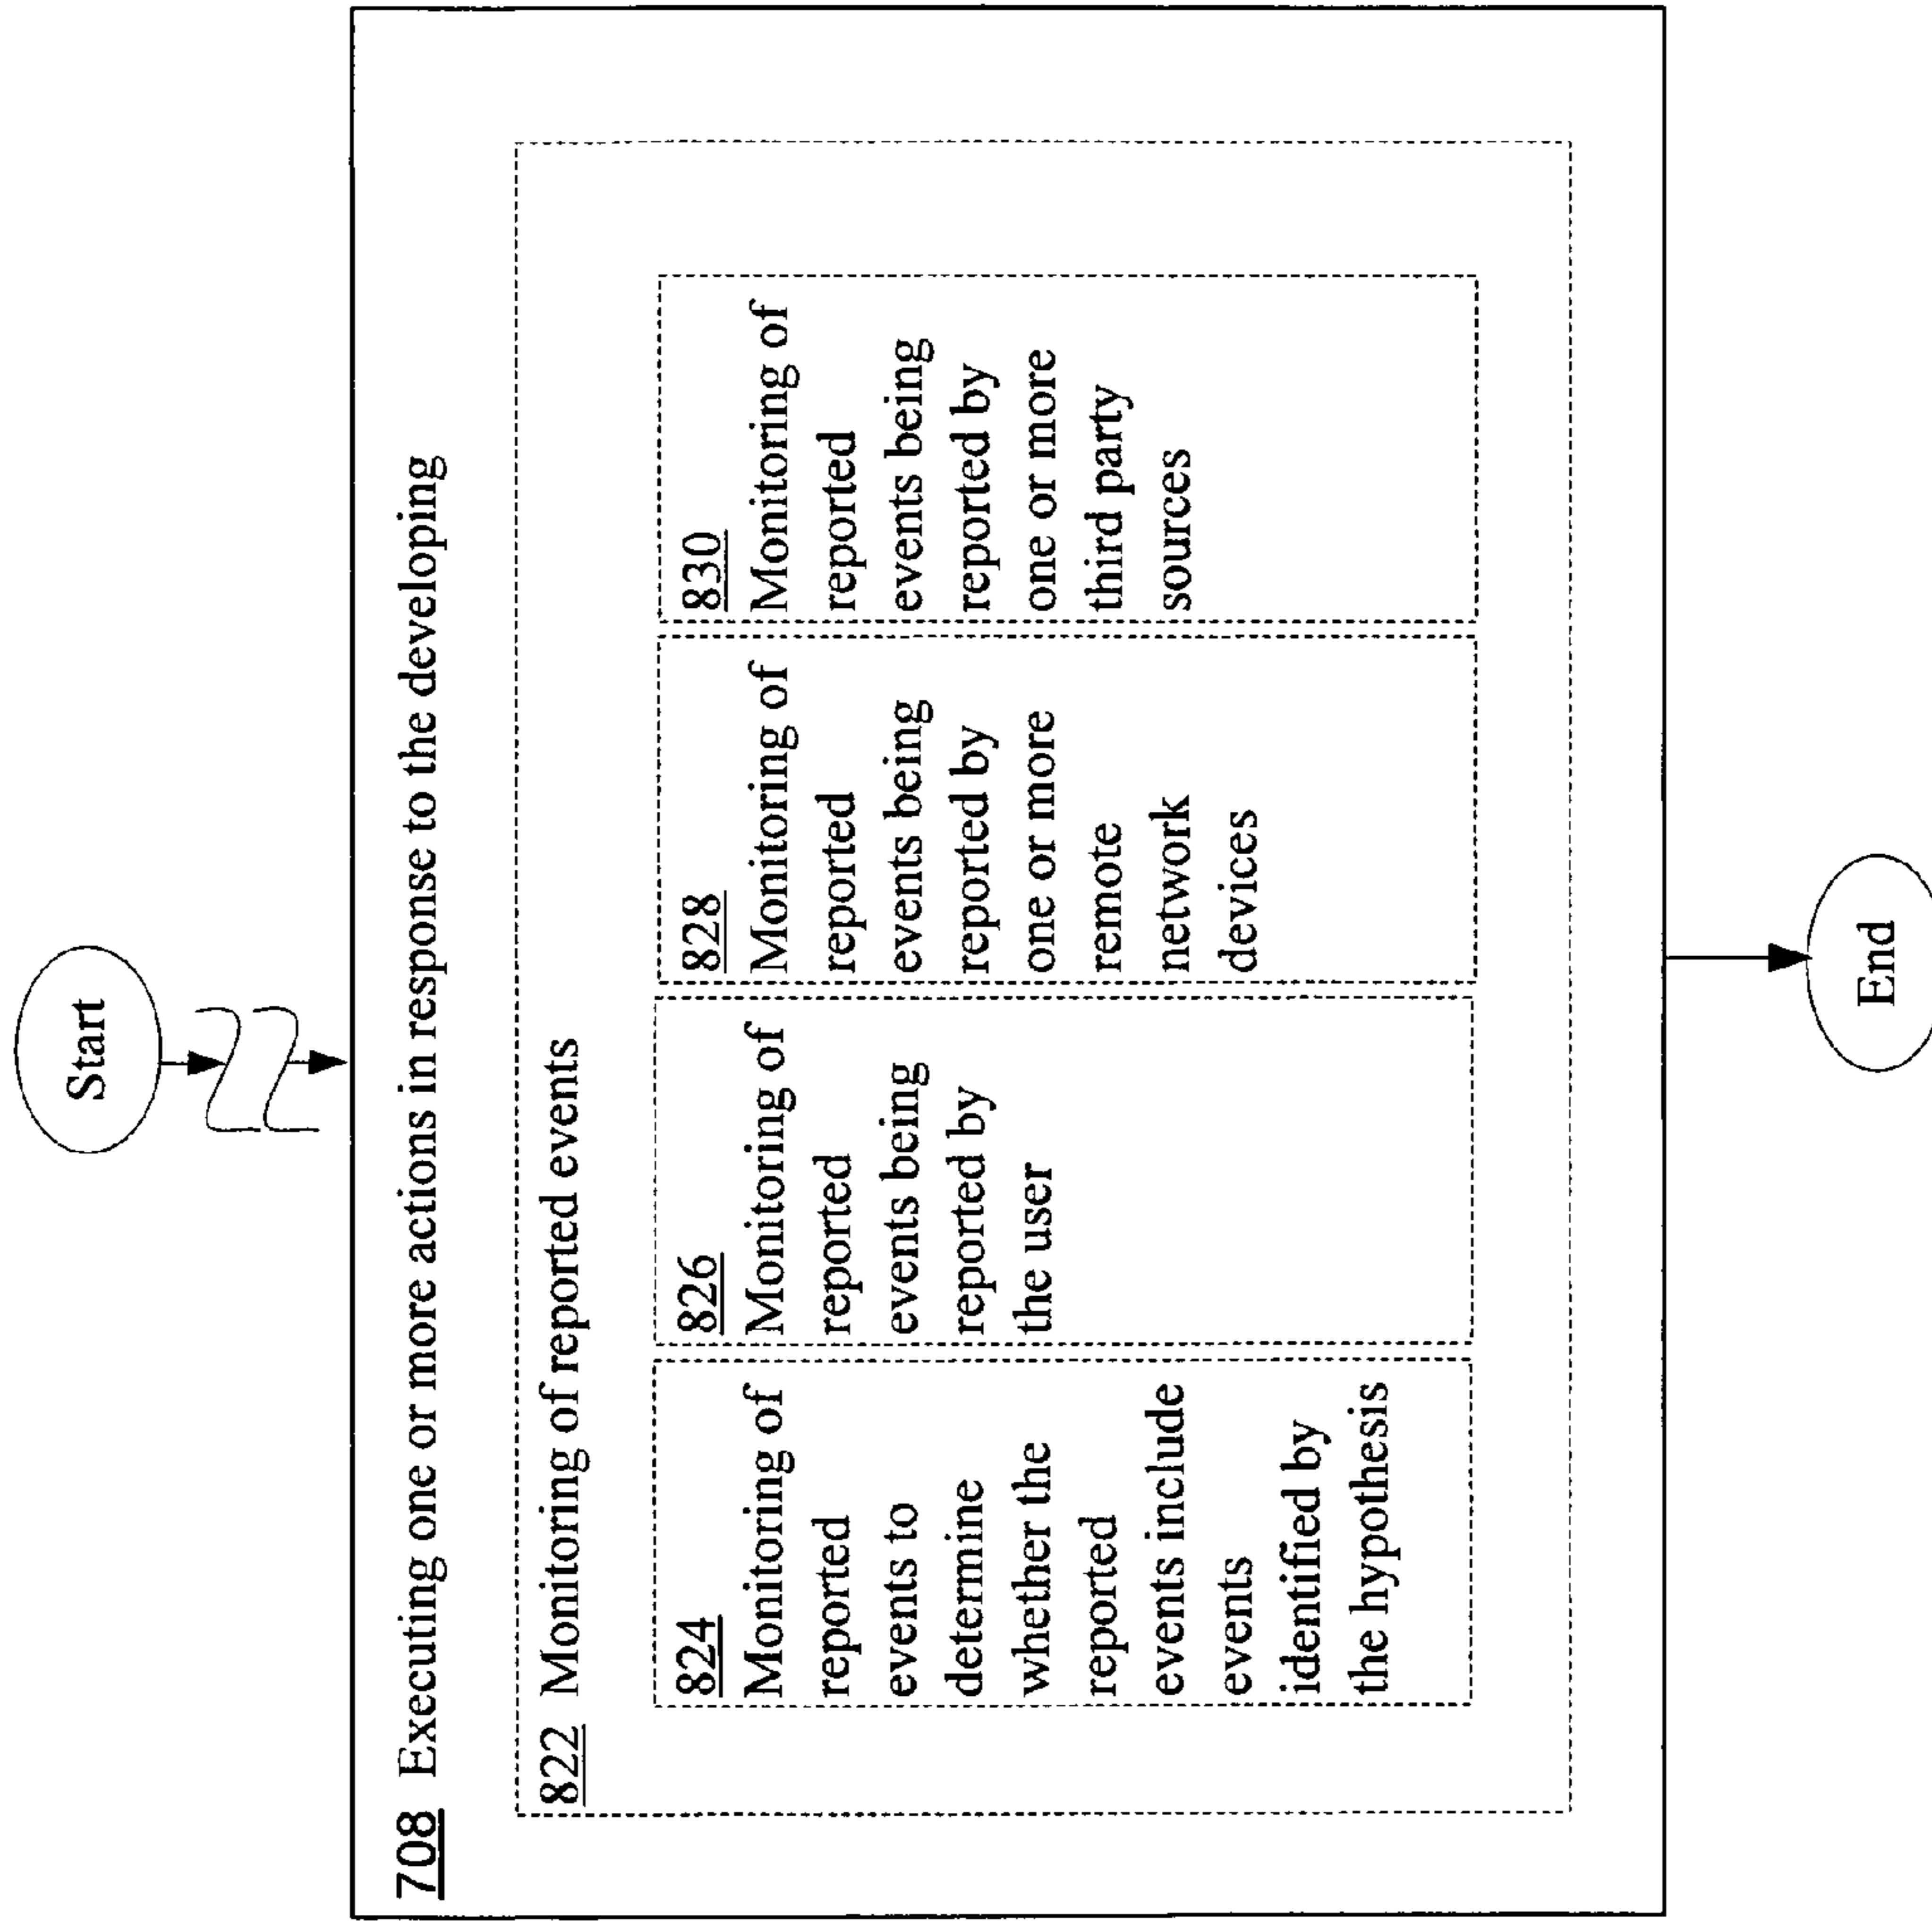 Start
708 Executing one or more actions in response to the developing
822 Monitoring of reported events
824
Monitoring of
reported
events to
determine
whether the
reported
events include
events
identified by
the hypothesis
826
Monitoring of
reported
events being
reported by
the user
828
Monitoring of
reported
events being
reported by
one or more
remote
network
devices
830
Monitoring of
reported
events being
reported by
one or more
third party
sources
End